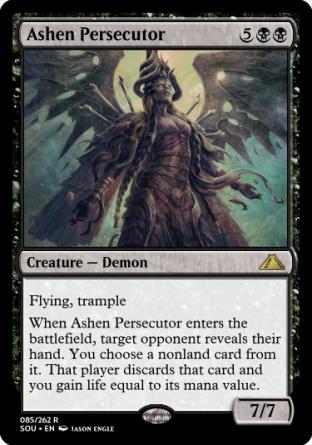 Ashen Persecutor 5
Creature — Demon
Flying, trample
When Ashen Persecutor enters the
battlefield, target opponent reveals their
hand. You choose a nonland card from
it. That player discards that card and
you gain life equal to its mana value.
085/262 R
SOU • EN JASON ENGLE
7/7